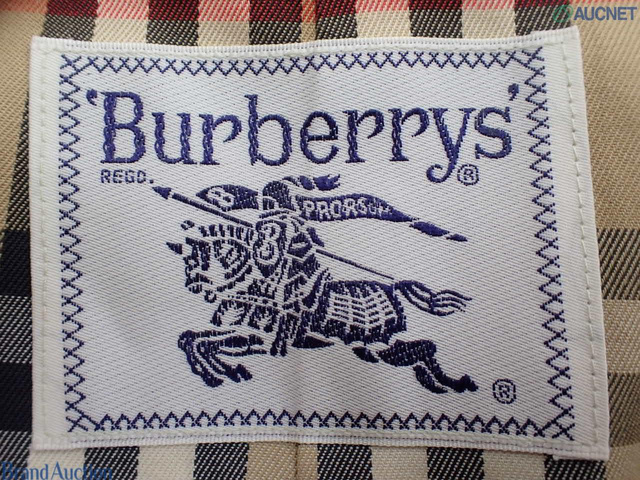 AUCNET
'Burberrys'
REGD.
®
PRORSUM
®
Brand Auction